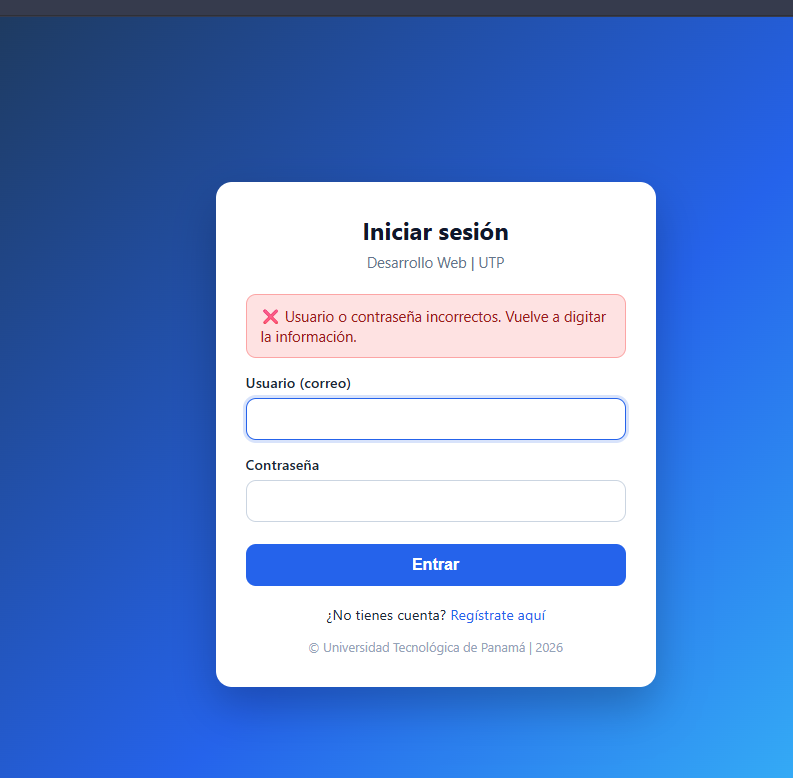 Iniciar sesión
Desarrollo Web | UTP
❌ Usuario o contraseña incorrectos. Vuelve a digitar
la información.
Usuario (correo)
Contraseña
Entrar
¿No tienes cuenta? Regístrate aquí
© Universidad Tecnológica de Panamá | 2026